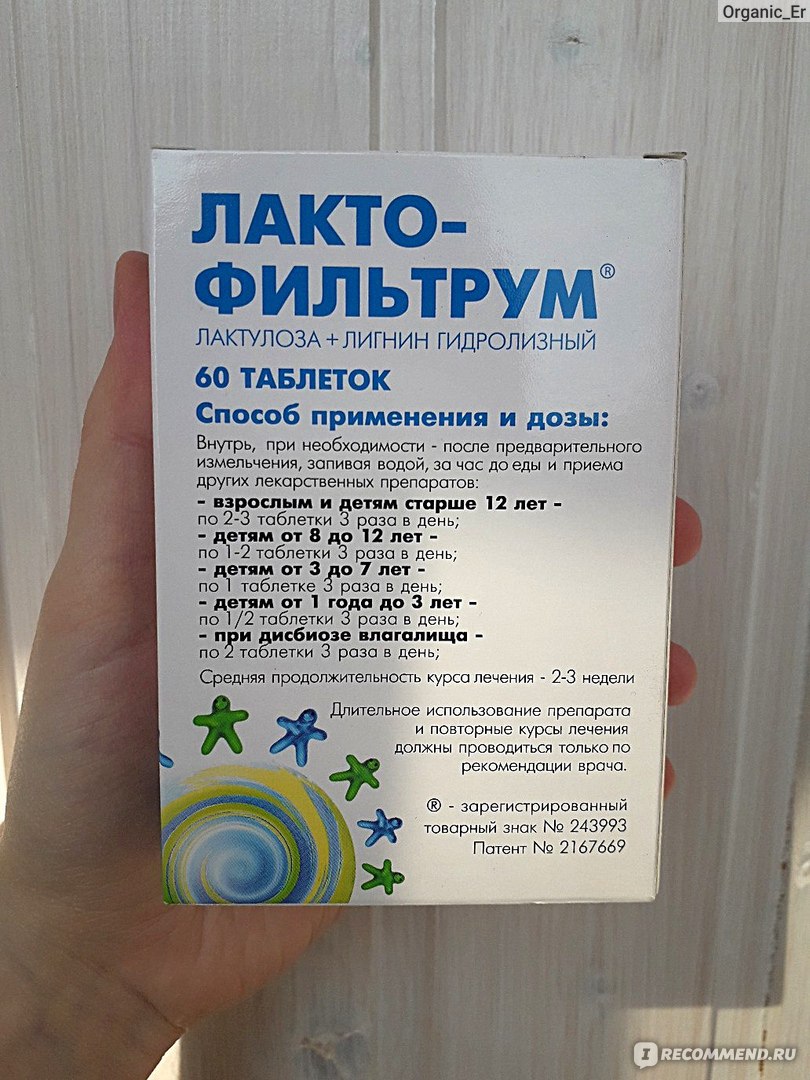 Organic_Er
ЛАКТО-
ФИЛЬТРУМ®
ЛАКТУЛОЗА + ЛИГНИН ГИДРОЛИЗНЫЙ
60 ТАБЛЕТОК
Способ применения и дозы:
Внутрь, при необходимости - после предварительного
измельчения, запивая водой, за час до еды и приема
других лекарственных препаратов:
- взрослым и детям старше 12 лет -
по 2-3 таблетки 3 раза в день;
- детям от 8 до 12 лет -
по 1-2 таблетки 3 раза в день;
- детям от 3 до 7 лет -
по 1 таблетке 3 раза в день;
- детям от 1 года до 3 лет -
по 1/2 таблетки 3 раза в день;
- при дисбиозе влагалища -
по 2 таблетки 3 раза в день;
Средняя продолжительность курса лечения - 2-3 недели
Длительное использование препарата
и повторные курсы лечения
должны проводиться только по
рекомендации врача.
® - зарегистрированный
товарный знак № 243993
Патент № 2167669
I RECOMMEND.RU